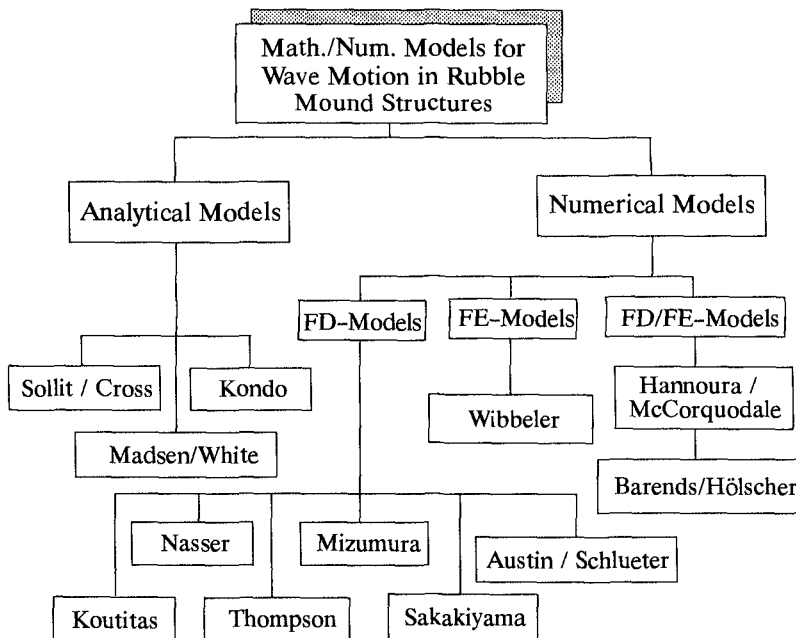 Math./Num. Models for
Wave Motion in Rubble
Mound Structures
Analytical Models
Numerical Models
FD-Models
FE-Models
FD/FE-Models
Sollit / Cross
Kondo
Hannoura /
McCorquodale
Wibbeler
Madsen/White
Barends/Hölscher
Nasser
Mizumura
Austin / Schlueter
Koutitas
Thompson
Sakakiyama